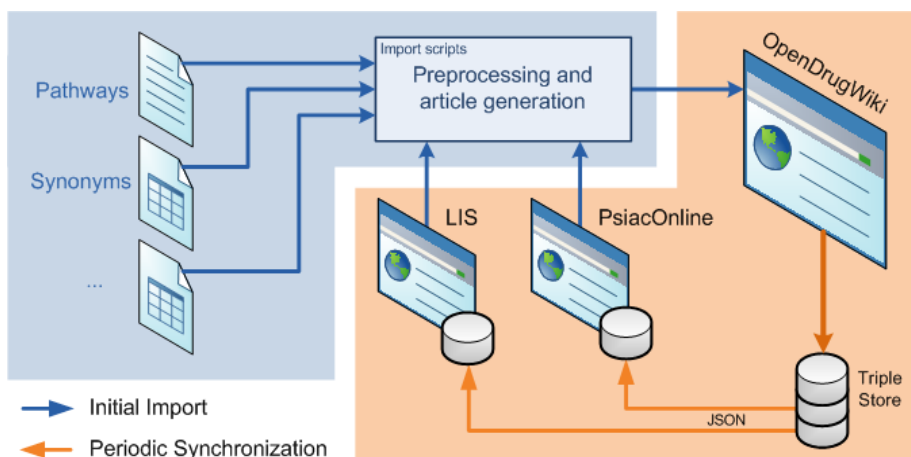 Import scripts
Preprocessing and
article generation
OpenDrugWiki
Pathways
Synonyms
...
LIS
PsiacOnline
Triple
Store
JSON
Initial Import
Periodic Synchronization